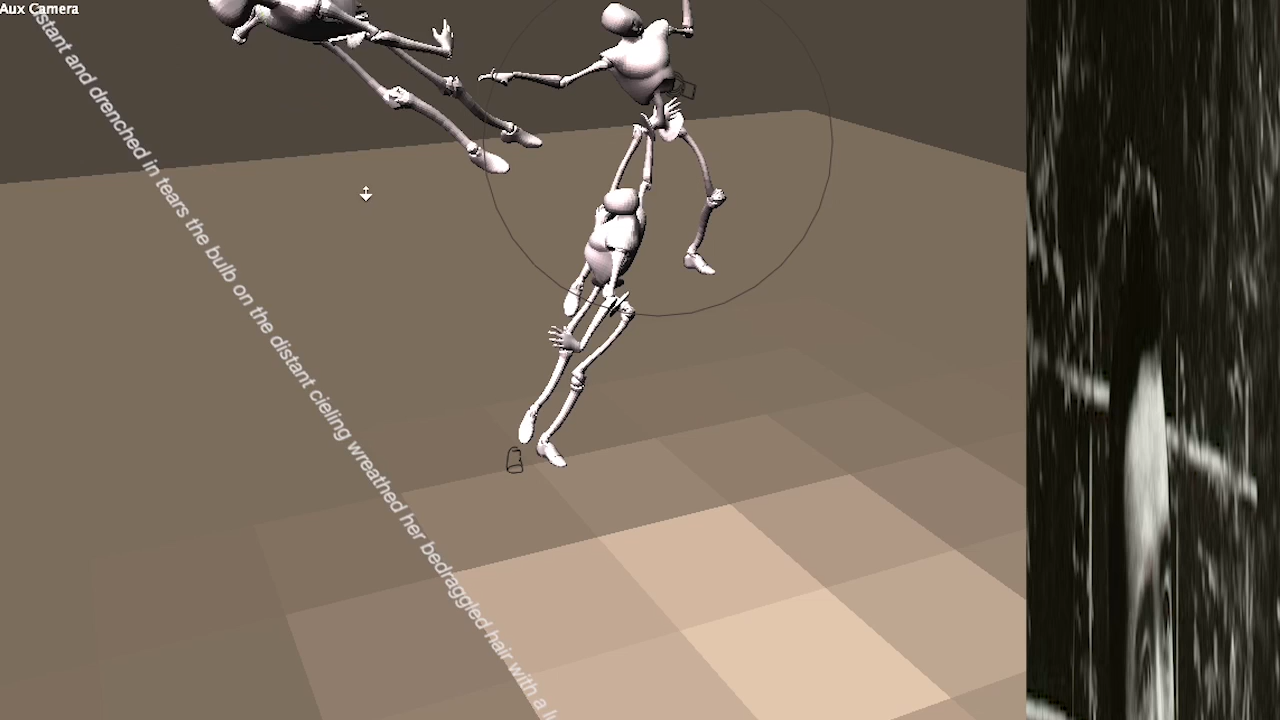 Aux Camera
stant and drenched in tears the bulb on the distant cieling wreathed her bedraggled hair with a